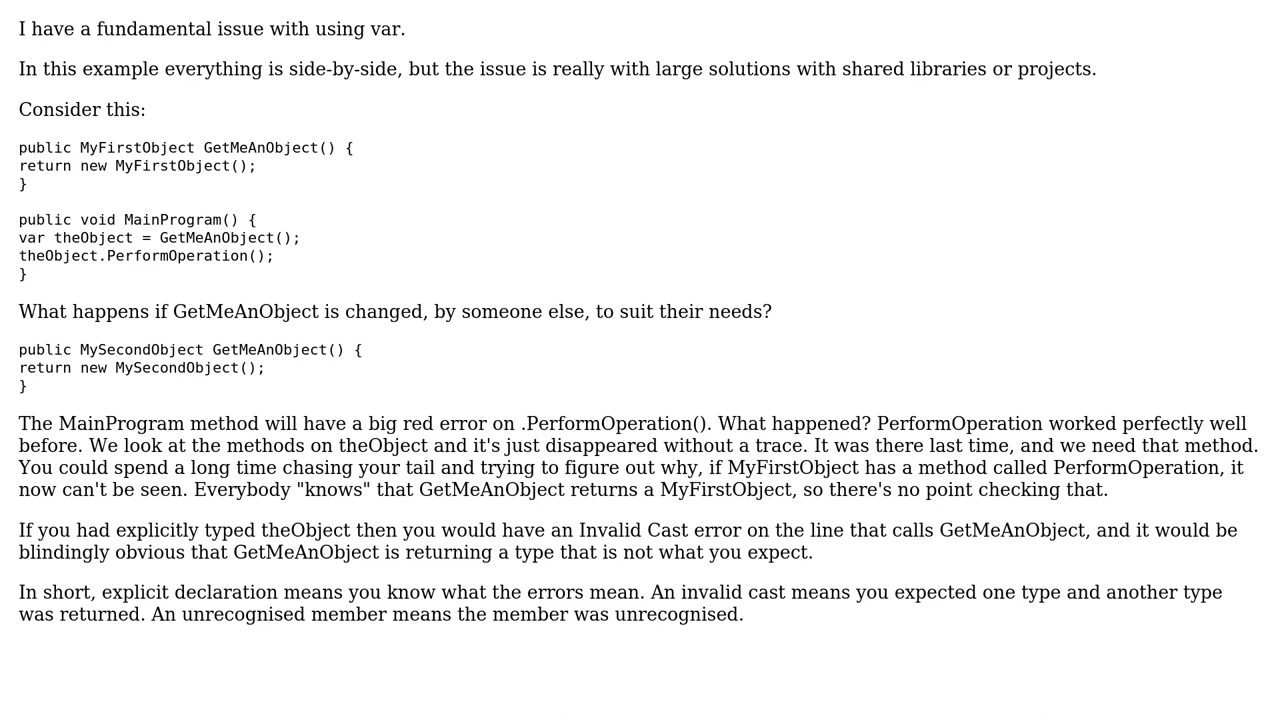 I have a fundamental issue with using var.
In this example everything is side-by-side, but the issue is really with large solutions with shared libraries or projects.
Consider this:
public MyFirstObject GetMeAnObject() {
return new MyFirstObject();
}
public void MainProgram() {
var theObject = GetMeAnObject();
theObject.PerformOperation();
}
What happens if GetMeAnObject is changed, by someone else, to suit their needs?
public MySecondObject GetMeAnObject() {
return new MySecondObject();
}
The MainProgram method will have a big red error on .PerformOperation(). What happened? PerformOperation worked perfectly well
before. We look at the methods on theObject and it's just disappeared without a trace. It was there last time, and we need that method.
You could spend a long time chasing your tail and trying to figure out why, if MyFirstObject has a method called PerformOperation, it
now can't be seen. Everybody "knows" that GetMeAnObject returns a MyFirstObject, so there's no point checking that.
If you had explicitly typed theObject then you would have an Invalid Cast error on the line that calls GetMeAnObject, and it would be
blindingly obvious that GetMeAnObject is returning a type that is not what you expect.
In short, explicit declaration means you know what the errors mean. An invalid cast means you expected one type and another type
was returned. An unrecognised member means the member was unrecognised.